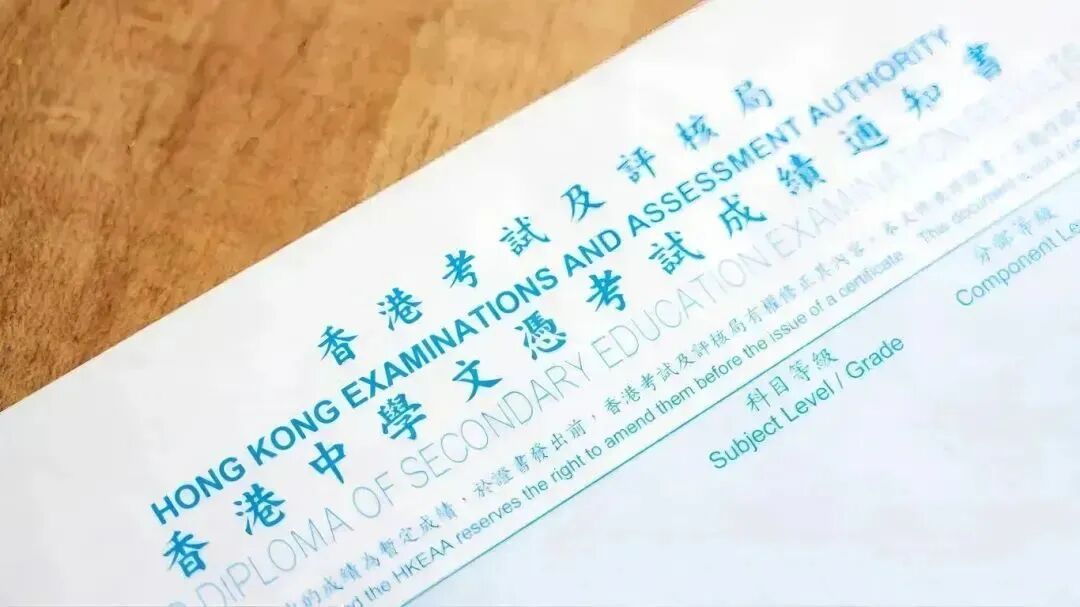 香港考試及評核局
HONG KONG EXAMINATIONS AND ASSESSMENT AUTHORITY
香港中學文憑考試成績通知書
DIPLOMA OF SECONDARY EDUCATION EXAMINATION
的成績為暫定成績，於證書發出前，香港考試及評核局有權修正其內容。
the HKEAA reserves the right to amend them before the issue of a certificate. This document
科目等級
Subject Level / Grade
分部等級
Component